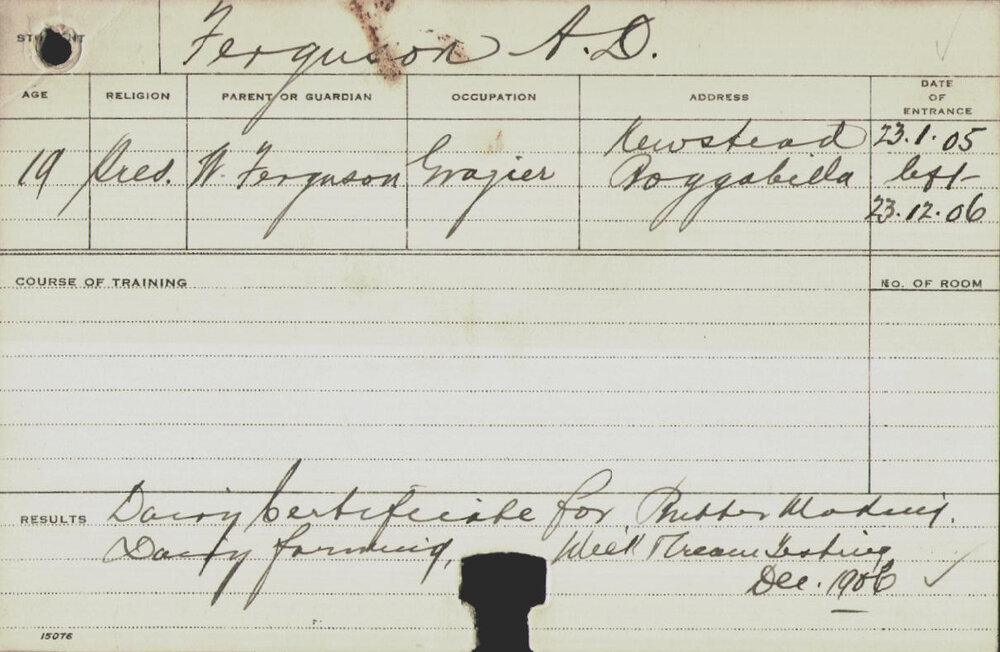 STUDENT Ferguson A.D.
AGE RELIGION PARENT OR GUARDIAN OCCUPATION ADDRESS DATE OF ENTRANCE
19 Pres. W. Ferguson Grazier Newstead 23.1.05
Boggabilla left
23.12.06
COURSE OF TRAINING No. OF ROOM
RESULTS Dairy Certificate for Butter Making.
Dairy farming, Milk & Cream Testing
Dec. 1906
15076